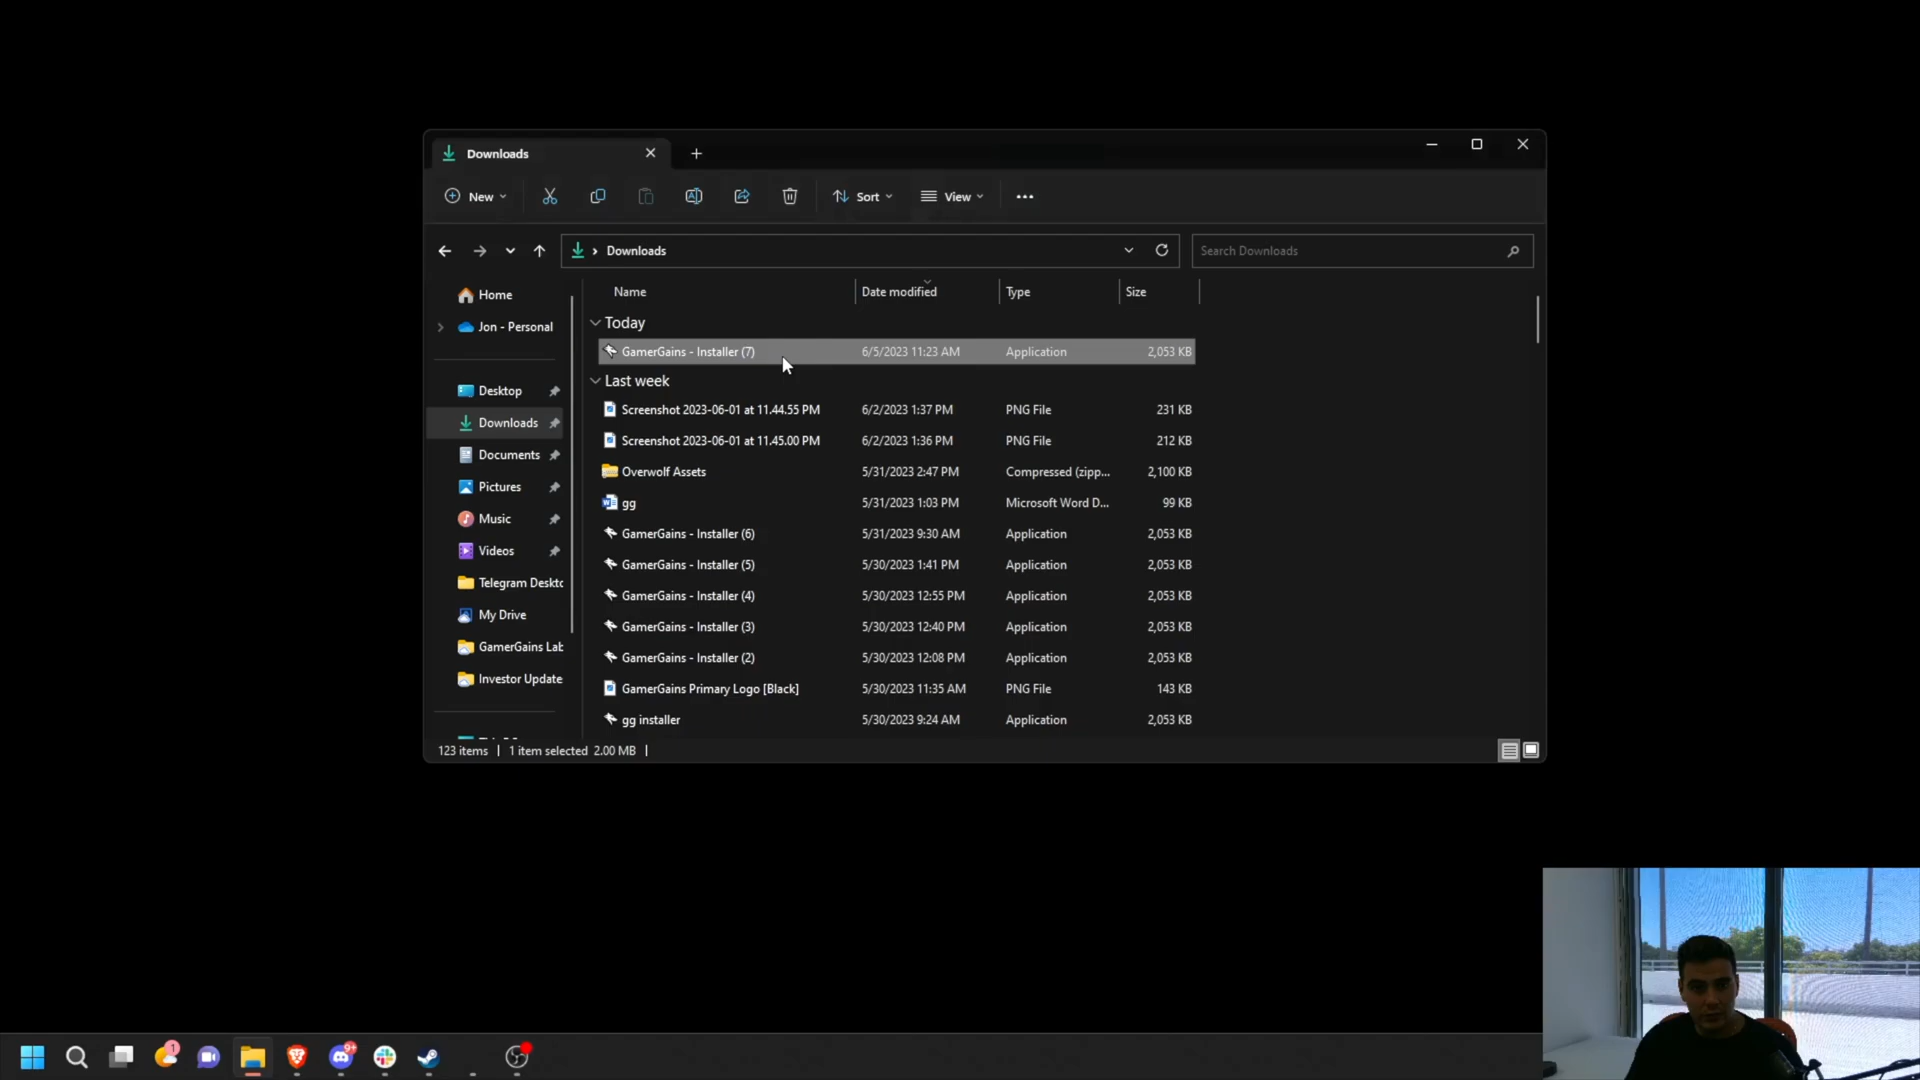 Downloads
New
Sort
View
Downloads
Search Downloads
Name Date modified Type Size
Home
Jon - Personal
Desktop
Downloads
Documents
Pictures
Music
Videos
Telegram Deskto
My Drive
GamerGains Lab
Investor Update
Today
GamerGains - Installer (7) 6/5/2023 11:23 AM Application 2,053 KB
Last week
Screenshot 2023-06-01 at 11.44.55 PM 6/2/2023 1:37 PM PNG File 231 KB
Screenshot 2023-06-01 at 11.45.00 PM 6/2/2023 1:36 PM PNG File 212 KB
Overwolf Assets 5/31/2023 2:47 PM Compressed (zipp... 2,100 KB
gg 5/31/2023 1:03 PM Microsoft Word D... 99 KB
GamerGains - Installer (6) 5/31/2023 9:30 AM Application 2,053 KB
GamerGains - Installer (5) 5/30/2023 1:41 PM Application 2,053 KB
GamerGains - Installer (4) 5/30/2023 12:55 PM Application 2,053 KB
GamerGains - Installer (3) 5/30/2023 12:40 PM Application 2,053 KB
GamerGains - Installer (2) 5/30/2023 12:08 PM Application 2,053 KB
GamerGains Primary Logo [Black] 5/30/2023 11:35 AM PNG File 143 KB
gg installer 5/30/2023 9:24 AM Application 2,053 KB
123 items 1 item selected 2.00 MB
1
9+